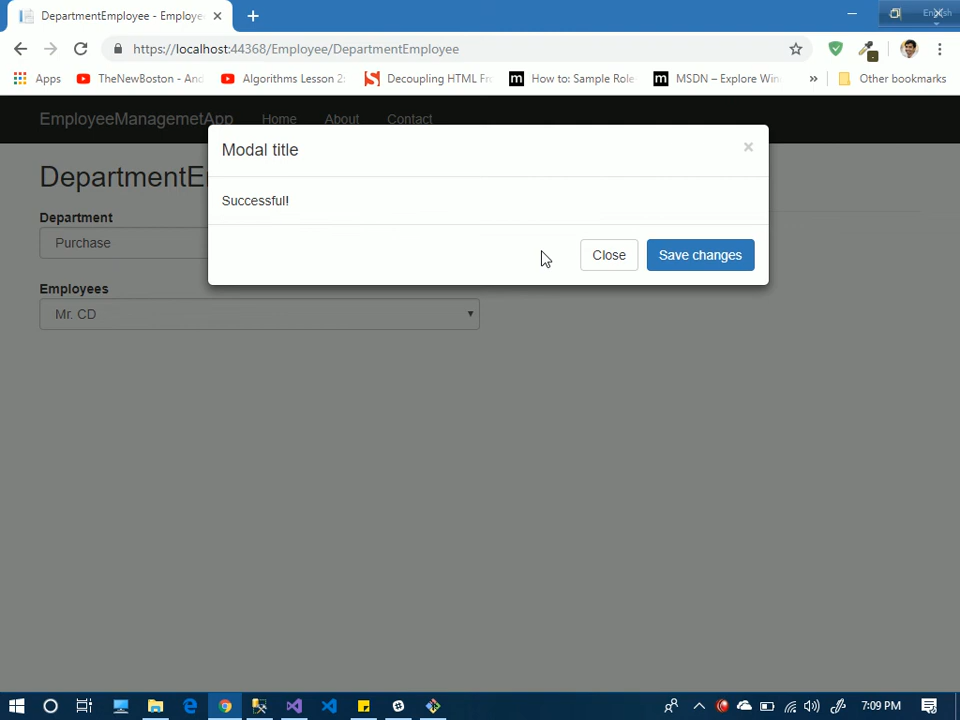 DepartmentEmployee - Employe
English
https://localhost:44368/Employee/DepartmentEmployee
Apps
TheNewBoston - And
Algorithms Lesson 2:
Decoupling HTML Fr
How to: Sample Role
MSDN – Explore Win
»
Other bookmarks
EmployeeManagemetApp
Home
About
Contact
Modal title
×
DepartmentE
Successful!
Department
Purchase
Close
Save changes
Employees
Mr. CD
7:09 PM